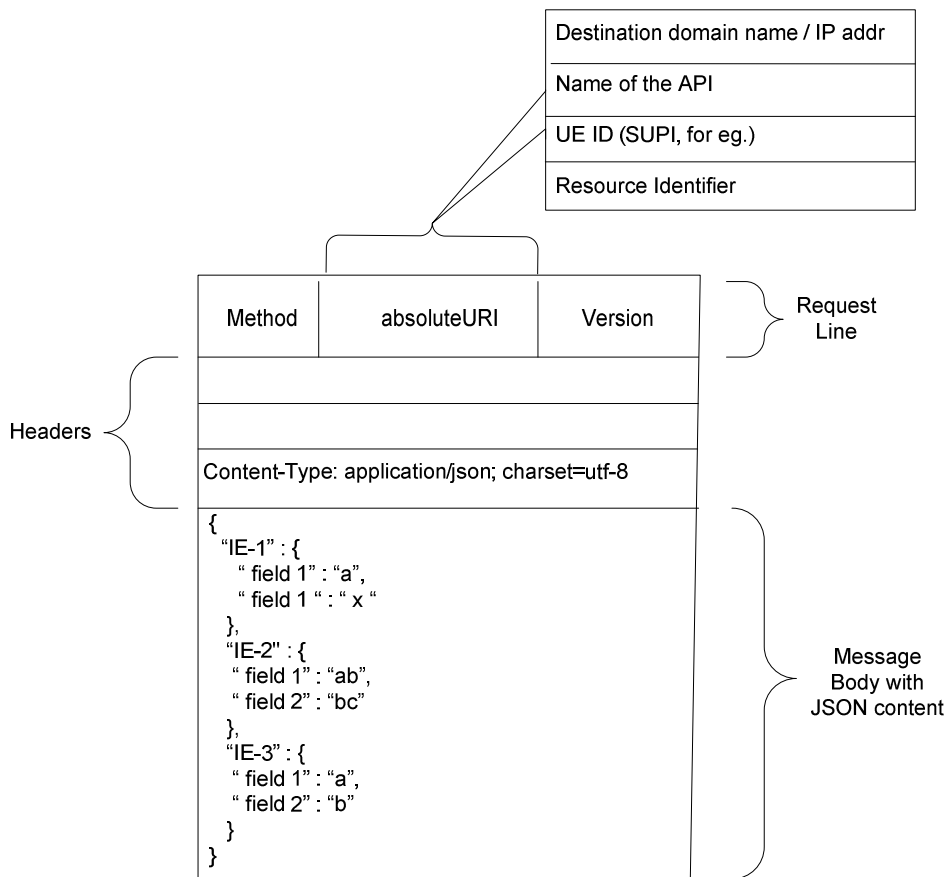 Destination domain name / IP addr
Name of the API
UE ID (SUPI, for eg.)
Resource Identifier
Method absoluteURI Version
Request
Line
Headers
Content-Type: application/json; charset=utf-8
{
“IE-1” : {
“ field 1” : “a”,
“ field 1 “ : “ x “
},
“IE-2" : {
“ field 1” : “ab”,
“ field 2” : “bc”
},
“IE-3” : {
“ field 1” : “a”,
“ field 2” : “b”
}
}
Message
Body with
JSON content